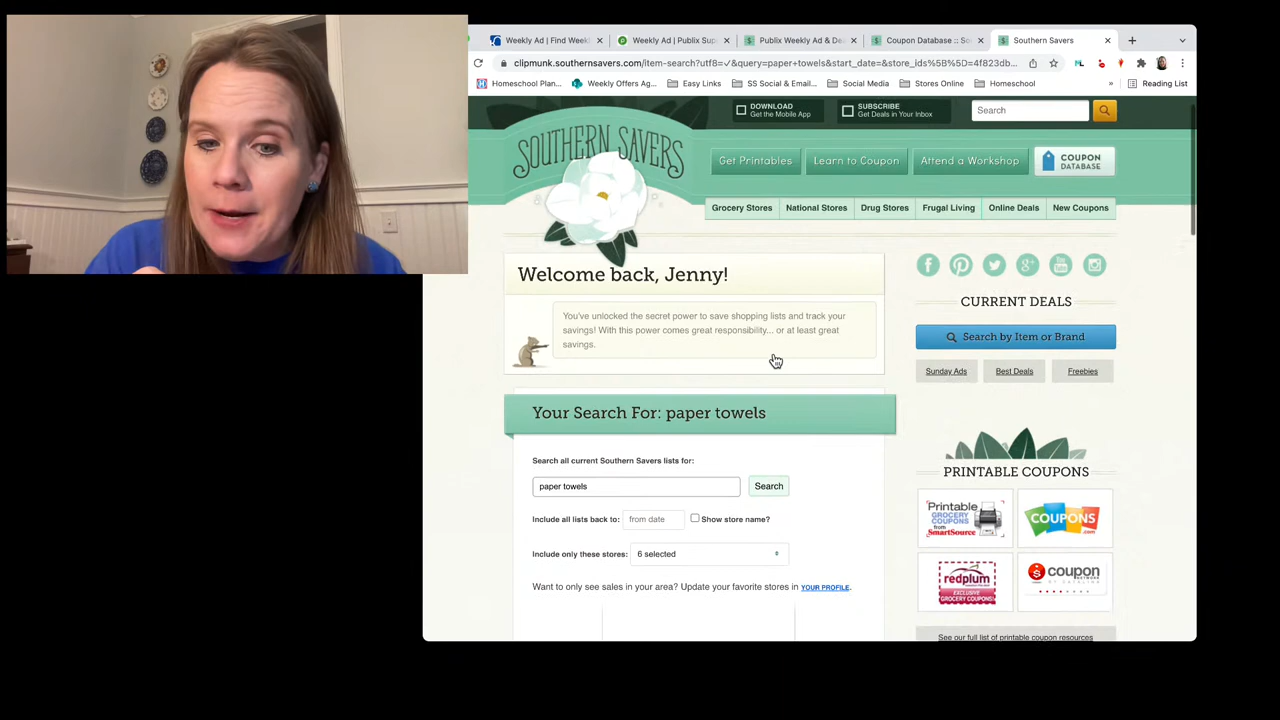 Weekly Ad | Find Week
Weekly Ad | Publix Sup
Publix Weekly Ad & De
Coupon Database :: So
Southern Savers
clipmunk.southernsavers.com/item-search?utf8=✓&query=paper+towels&start_date=&store_ids%5B%5D=4f823db...
Homeschool Plan...
Weekly Offers Ag...
Easy Links
SS Social & Email...
Social Media
Stores Online
Homeschool
»
Reading List
SOUTHERN SAVERS
DOWNLOAD
Get the Mobile App
SUBSCRIBE
Get Deals in Your Inbox
Search
Get Printables
Learn to Coupon
Attend a Workshop
COUPON
DATABASE
Grocery Stores
National Stores
Drug Stores
Frugal Living
Online Deals
New Coupons
Welcome back, Jenny!
You've unlocked the secret power to save shopping lists and track your
savings! With this power comes great responsibility... or at least great
savings.
CURRENT DEALS
Search by Item or Brand
Sunday Ads
Best Deals
Freebies
Your Search For: paper towels
Search all current Southern Savers lists for:
paper towels
Search
Include all lists back to:
from date
Show store name?
Include only these stores:
6 selected
Want to only see sales in your area? Update your favorite stores in YOUR PROFILE.
PRINTABLE COUPONS
Printable
GROCERY
COUPONS
from
SmartSource
COUPONS.com
redplum
EXCLUSIVE
GROCERY COUPONS!
coupon
NETWORK
BY CATALINA
See our full list of printable coupon resources